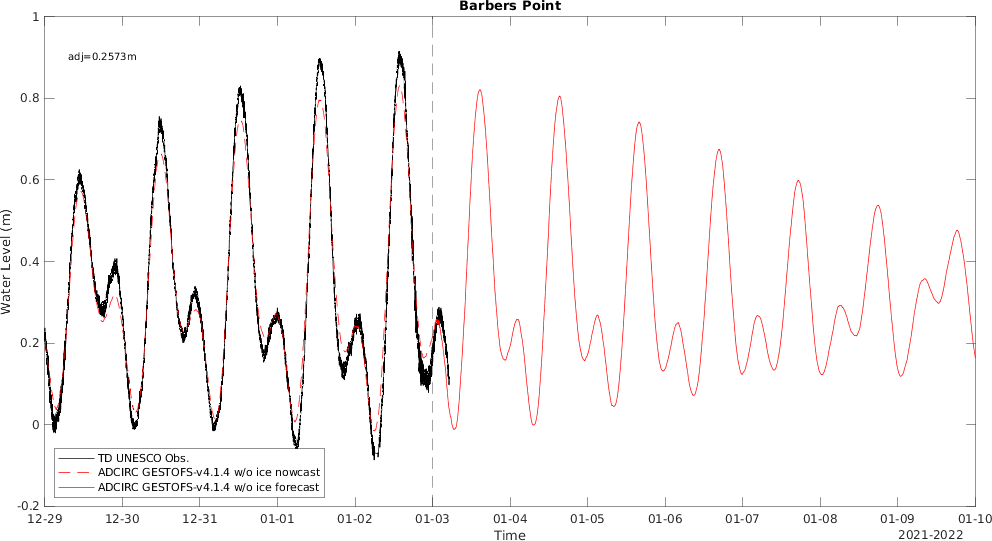 Barbers Point
adj=0.2573m
Water Level (m)
1
0.8
0.6
0.4
0.2
0
-0.2
TD UNESCO Obs.
ADCIRC GESTOFS-v4.1.4 w/o ice nowcast
ADCIRC GESTOFS-v4.1.4 w/o ice forecast
12-29 12-30 12-31 01-01 01-02 01-03 01-04 01-05 01-06 01-07 01-08 01-09 01-10
Time
2021-2022